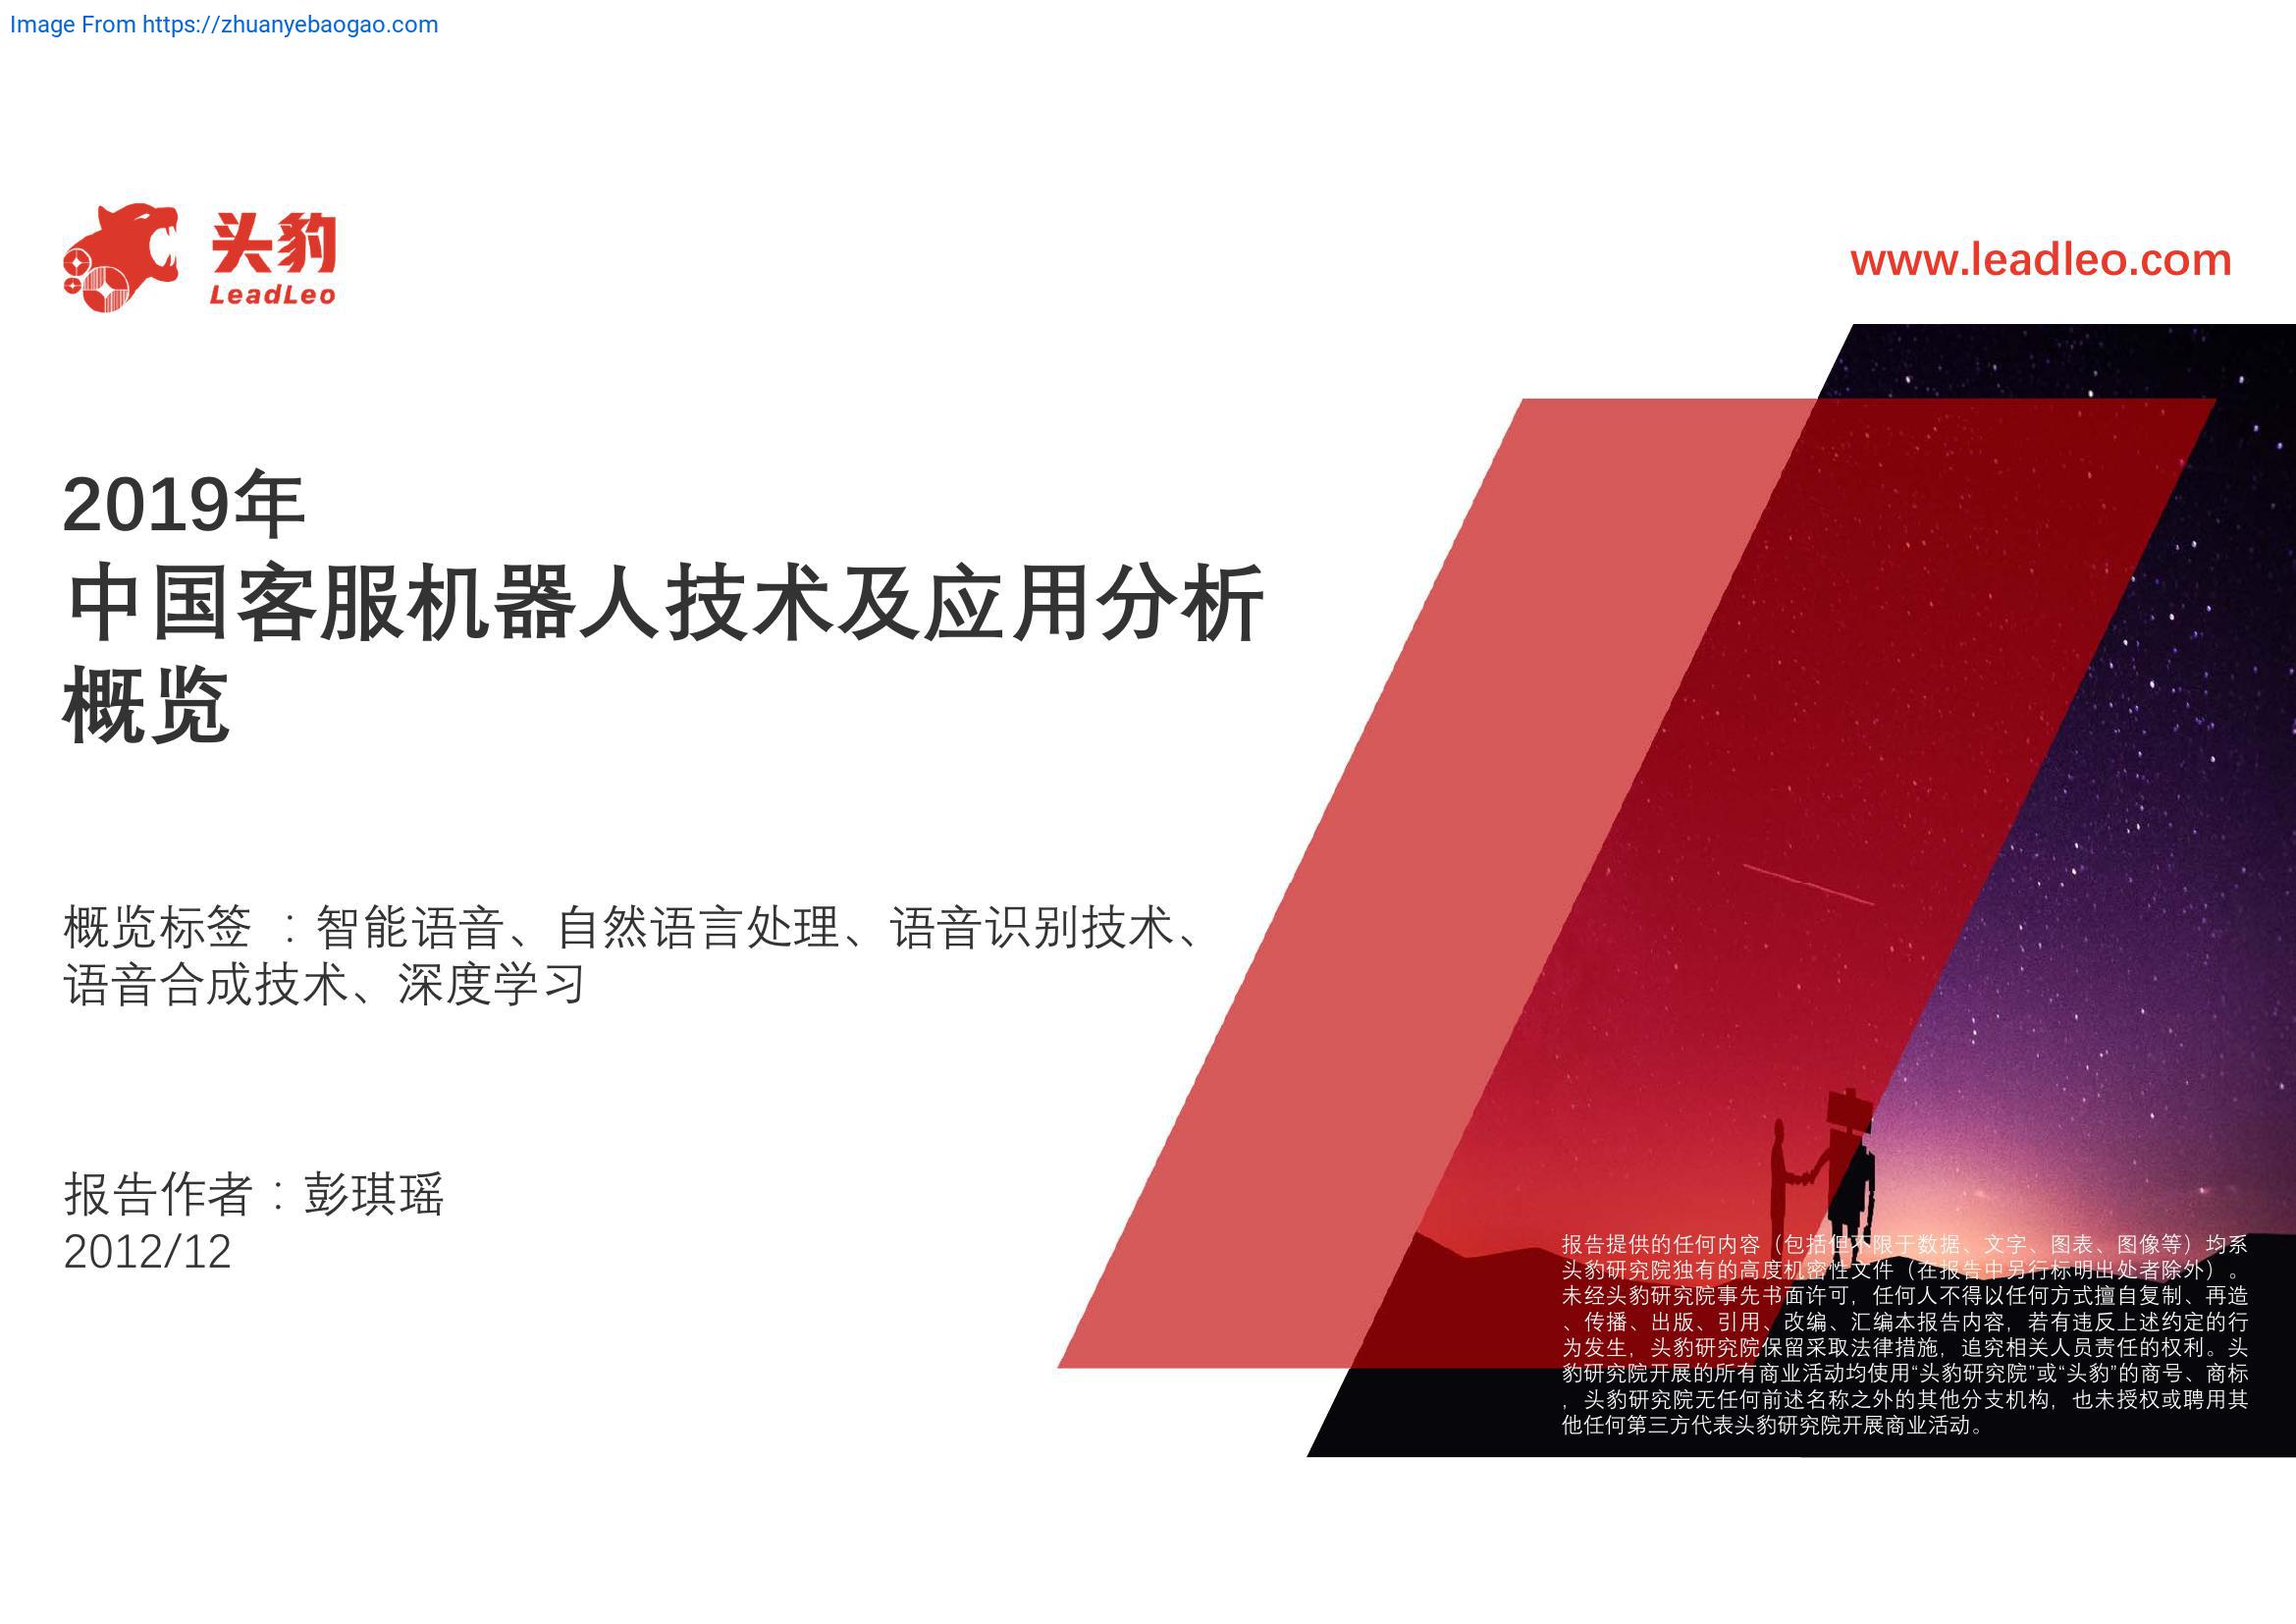 Image From https://zhuanyebaogao.com
头豹
LeadLeo
www.leadleo.com
2019年
中国客服机器人技术及应用分析
概览
概览标签 ：智能语音、自然语言处理、语音识别技术、
语音合成技术、深度学习
报告作者：彭琪瑶
2012/12
报告提供的任何内容（包括但不限于数据、文字、图表、图像等）均系
头豹研究院独有的高度机密性文件（在报告中另行标明出处者除外）。
未经头豹研究院事先书面许可，任何人不得以任何方式擅自复制、再造
、传播、出版、引用、改编、汇编本报告内容，若有违反上述约定的行
为发生，头豹研究院保留采取法律措施，追究相关人员责任的权利。头
豹研究院开展的所有商业活动均使用“头豹研究院”或“头豹”的商号、商标
，头豹研究院无任何前述名称之外的其他分支机构，也未授权或聘用其
他任何第三方代表头豹研究院开展商业活动。